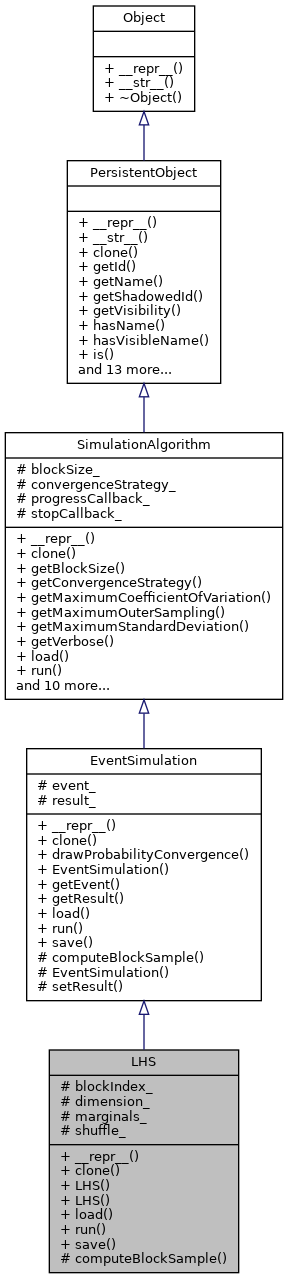 Object
+ __repr__()
+ __str__()
+ ~Object()
PersistentObject
+ __repr__()
+ __str__()
+ clone()
+ getId()
+ getName()
+ getShadowedId()
+ getVisibility()
+ hasName()
+ hasVisibleName()
+ is()
and 13 more...
SimulationAlgorithm
# blockSize_
# convergenceStrategy_
# progressCallback_
# stopCallback_
+ __repr__()
+ clone()
+ getBlockSize()
+ getConvergenceStrategy()
+ getMaximumCoefficientOfVariation()
+ getMaximumOuterSampling()
+ getMaximumStandardDeviation()
+ getVerbose()
+ load()
+ run()
and 10 more...
EventSimulation
# event_
# result_
+ __repr__()
+ clone()
+ drawProbabilityConvergence()
+ EventSimulation()
+ getEvent()
+ getResult()
+ load()
+ run()
+ save()
# computeBlockSample()
# EventSimulation()
# setResult()
LHS
# blockIndex_
# dimension_
# marginals_
# shuffle_
+ __repr__()
+ clone()
+ LHS()
+ LHS()
+ load()
+ run()
+ save()
# computeBlockSample()